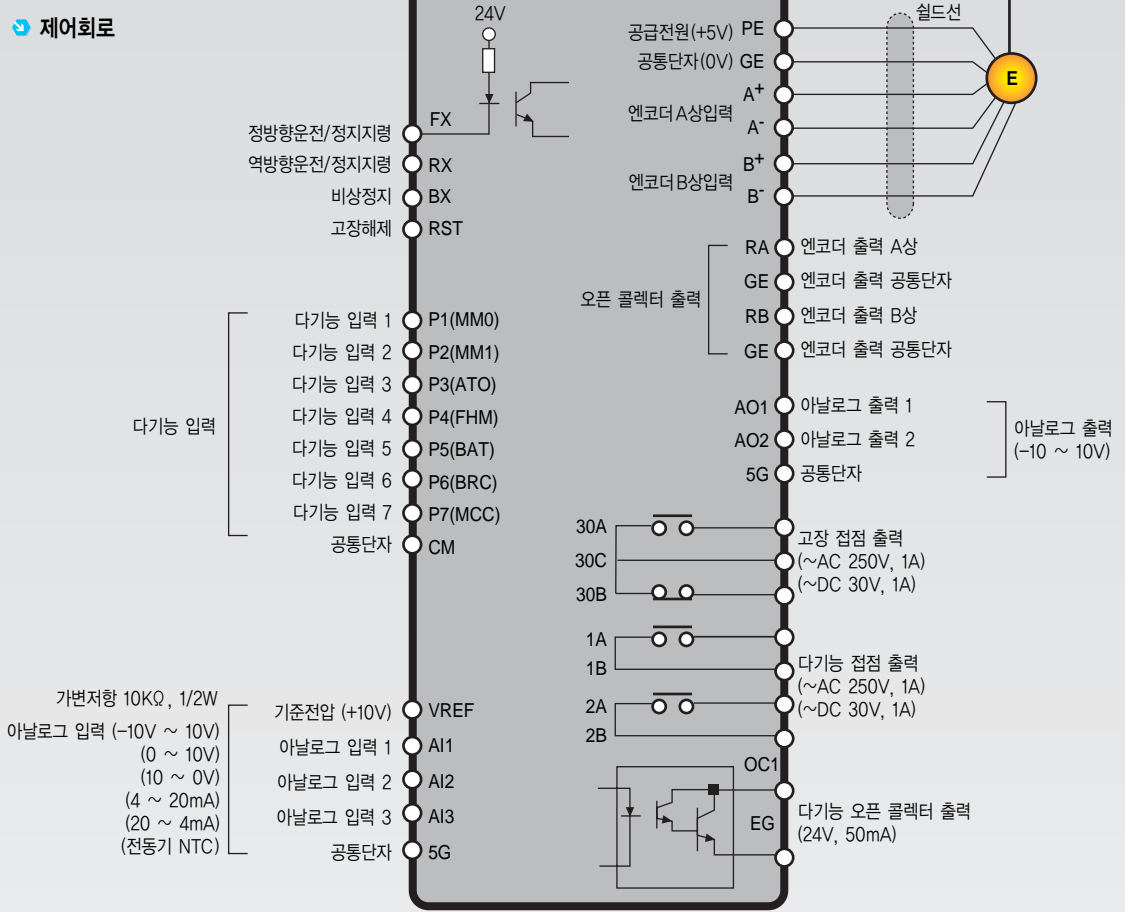 제어회로
24V
FX
정방향운전/정지지령
역방향운전/정지지령 RX
비상정지 BX
고장해제 RST
다기능 입력
다기능 입력 1 P1(MM0)
다기능 입력 2 P2(MM1)
다기능 입력 3 P3(ATO)
다기능 입력 4 P4(FHM)
다기능 입력 5 P5(BAT)
다기능 입력 6 P6(BRC)
다기능 입력 7 P7(MCC)
공통단자 CM
가변저항 10KΩ, 1/2W
아날로그 입력 (-10V ~ 10V)
(0 ~ 10V)
(10 ~ 0V)
(4 ~ 20mA)
(20 ~ 4mA)
(전동기 NTC)
기준전압 (+10V) VREF
아날로그 입력 1 AI1
아날로그 입력 2 AI2
아날로그 입력 3 AI3
공통단자 5G
쉴드선
공급전원(+5V) PE
공통단자(0V) GE
E
엔코더 A상입력
A+
A-
엔코더 B상입력
B+
B-
오픈 콜렉터 출력
RA 엔코더 출력 A상
GE 엔코더 출력 공통단자
RB 엔코더 출력 B상
GE 엔코더 출력 공통단자
AO1 아날로그 출력 1
AO2 아날로그 출력 2
5G 공통단자
아날로그 출력
(-10 ~ 10V)
30A
30C
30B
고장 접점 출력
(~AC 250V, 1A)
(~DC 30V, 1A)
1A
1B
2A
2B
다기능 접점 출력
(~AC 250V, 1A)
(~DC 30V, 1A)
OC1
EG
다기능 오픈 콜렉터 출력
(24V, 50mA)